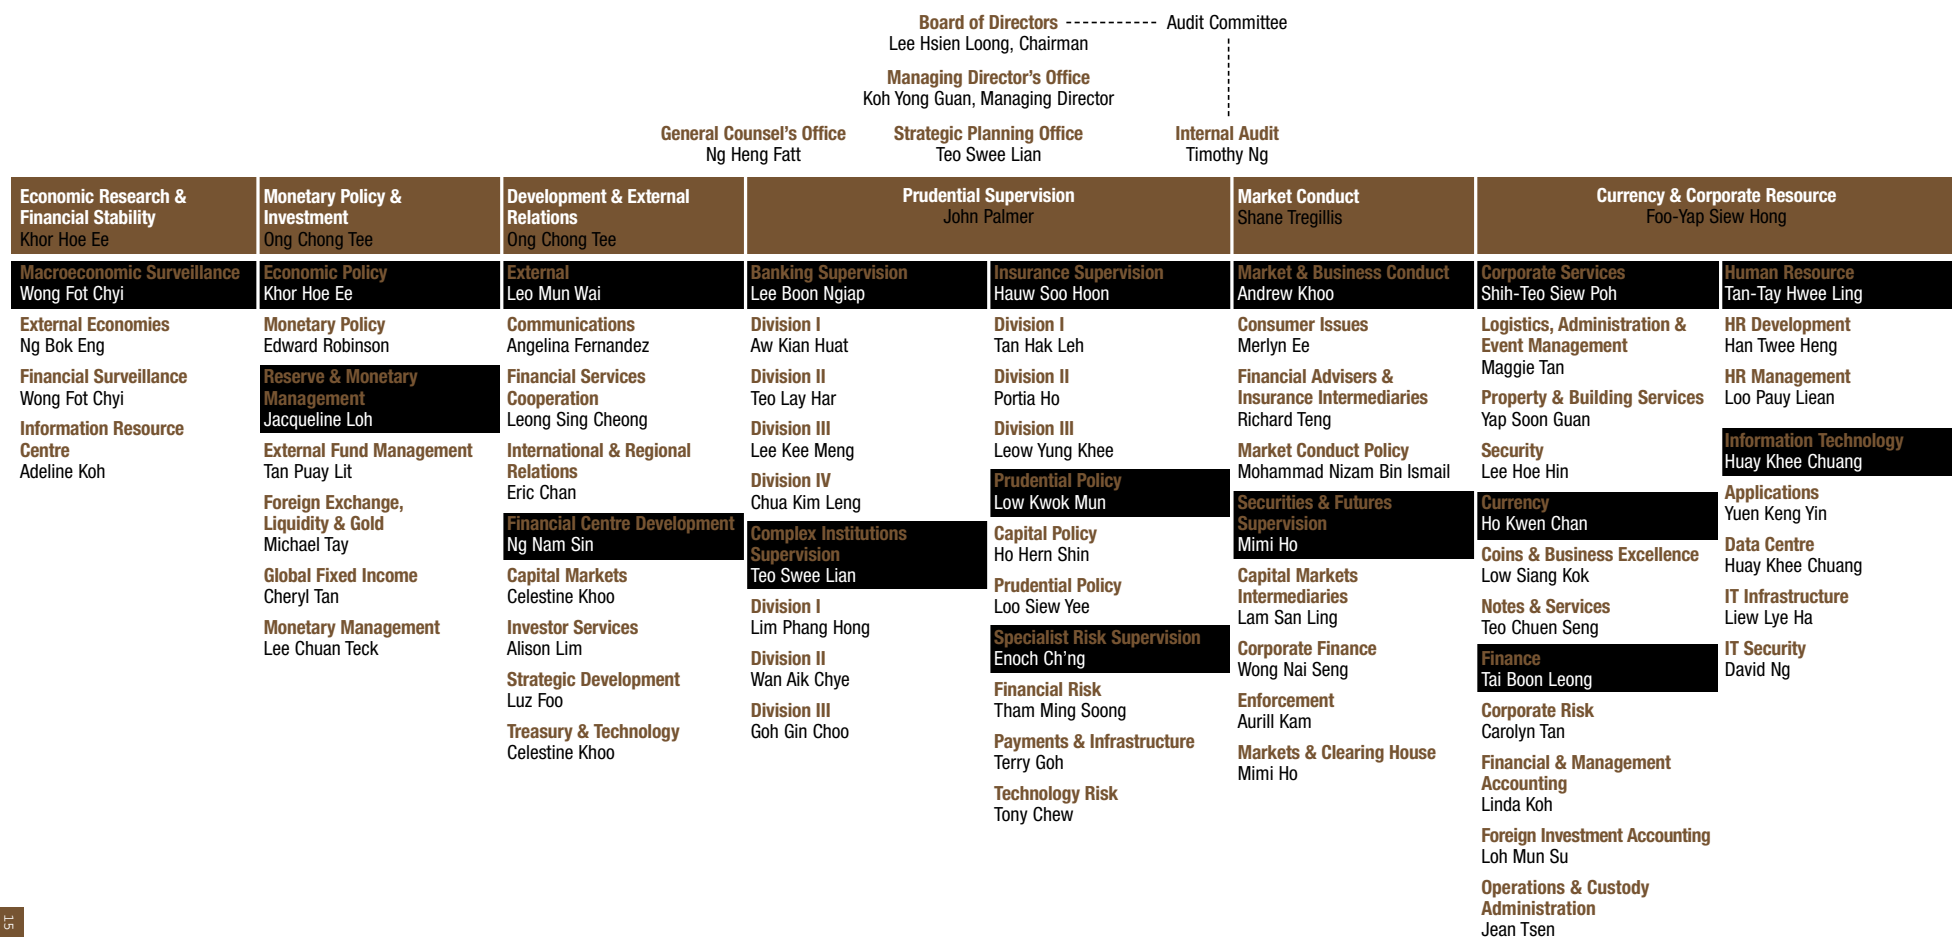 Board of Directors ----------- Audit Committee
Lee Hsien Loong, Chairman
Managing Director's Office
Koh Yong Guan, Managing Director
General Counsel's Office
Ng Heng Fatt
Strategic Planning Office
Teo Swee Lian
Internal Audit
Timothy Ng
Economic Research &
Financial Stability
Khor Hoe Ee
Macroeconomic Surveillance
Wong Fot Chyi
External Economies
Ng Bok Eng
Financial Surveillance
Wong Fot Chyi
Information Resource
Centre
Adeline Koh
Monetary Policy &
Investment
Ong Chong Tee
Economic Policy
Khor Hoe Ee
Monetary Policy
Edward Robinson
Reserve & Monetary
Management
Jacqueline Loh
External Fund Management
Tan Puay Lit
Foreign Exchange,
Liquidity & Gold
Michael Tay
Global Fixed Income
Cheryl Tan
Monetary Management
Lee Chuan Teck
Development & External
Relations
Ong Chong Tee
External
Leo Mun Wai
Communications
Angelina Fernandez
Financial Services
Cooperation
Leong Sing Cheong
International & Regional
Relations
Eric Chan
Financial Centre Development
Ng Nam Sin
Capital Markets
Celestine Khoo
Investor Services
Alison Lim
Strategic Development
Luz Foo
Treasury & Technology
Celestine Khoo
Prudential Supervision
John Palmer
Banking Supervision
Lee Boon Ngiap
Division I
Aw Kian Huat
Division II
Teo Lay Har
Division III
Lee Kee Meng
Division IV
Chua Kim Leng
Complex Institutions
Supervision
Teo Swee Lian
Division I
Lim Phang Hong
Division II
Wan Aik Chye
Division III
Goh Gin Choo
Insurance Supervision
Hauw Soo Hoon
Division I
Tan Hak Leh
Division II
Portia Ho
Division III
Leow Yung Khee
Prudential Policy
Low Kwok Mun
Capital Policy
Ho Hern Shin
Prudential Policy
Loo Siew Yee
Specialist Risk Supervision
Enoch Ch'ng
Financial Risk
Tham Ming Soong
Payments & Infrastructure
Terry Goh
Technology Risk
Tony Chew
Market Conduct
Shane Tregillis
Market & Business Conduct
Andrew Khoo
Consumer Issues
Merlyn Ee
Financial Advisers &
Insurance Intermediaries
Richard Teng
Market Conduct Policy
Mohammad Nizam Bin Ismail
Securities & Futures
Supervision
Mimi Ho
Capital Markets
Intermediaries
Lam San Ling
Corporate Finance
Wong Nai Seng
Enforcement
Aurill Kam
Markets & Clearing House
Mimi Ho
Currency & Corporate Resource
Foo-Yap Siew Hong
Corporate Services
Shih-Teo Siew Poh
Logistics, Administration &
Event Management
Maggie Tan
Property & Building Services
Yap Soon Guan
Security
Lee Hoe Hin
Currency
Ho Kwen Chan
Coins & Business Excellence
Low Siang Kok
Notes & Services
Teo Chuen Seng
Finance
Tai Boon Leong
Corporate Risk
Carolyn Tan
Financial & Management
Accounting
Linda Koh
Foreign Investment Accounting
Loh Mun Su
Operations & Custody
Administration
Jean Tsen
Human Resource
Tan-Tay Hwee Ling
HR Development
Han Twee Heng
HR Management
Loo Pauy Liean
Information Technology
Huay Khee Chuang
Applications
Yuen Keng Yin
Data Centre
Huay Khee Chuang
IT Infrastructure
Liew Lye Ha
IT Security
David Ng
15